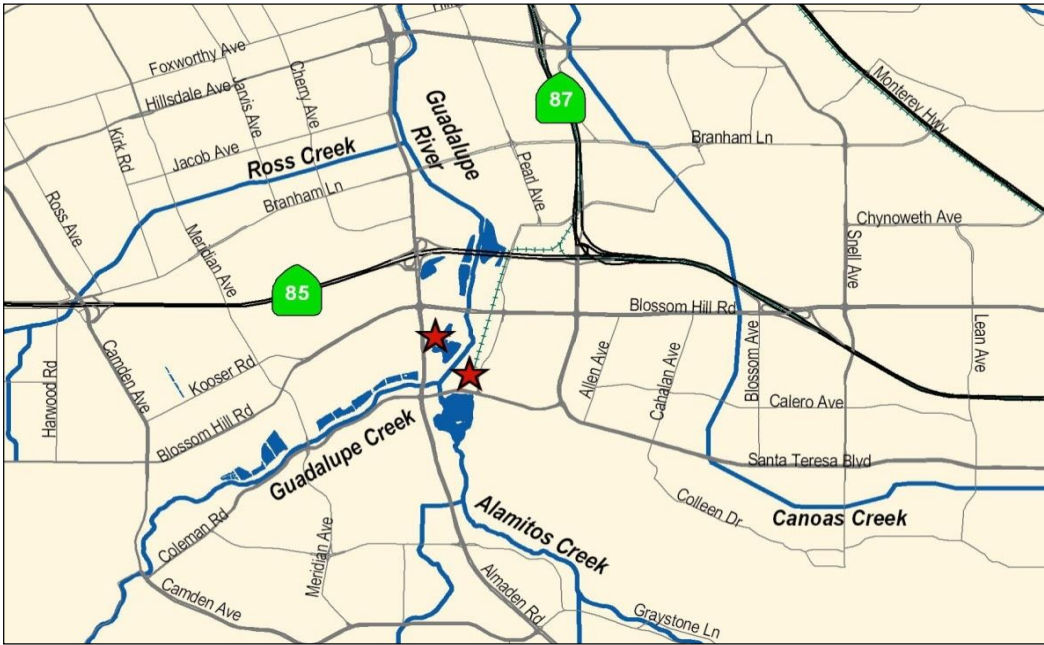 Foxworthy Ave
Hillsdale Ave
Jarvis Ave
Cherry Ave
Kirk Rd
Jacob Ave
Ross Creek
Branham Ln
Guadalupe
River
87
Pearl Ave
Branham Ln
Monterey Hwy
Chynoweth Ave
Snell Ave
Ross Ave
Meridian Ave
85
Blossom Hill Rd
Harwood Rd
Camden Ave
Kooser Rd
Blossom Hill Rd
Allen Ave
Cahalan Ave
Blossom Ave
Lean Ave
Calero Ave
Guadalupe Creek
Santa Teresa Blvd
Coleman Rd
Meridian Ave
Alamitos Creek
Colleen Dr
Canoas Creek
Camden Ave
Almaden Rd
Graystone Ln